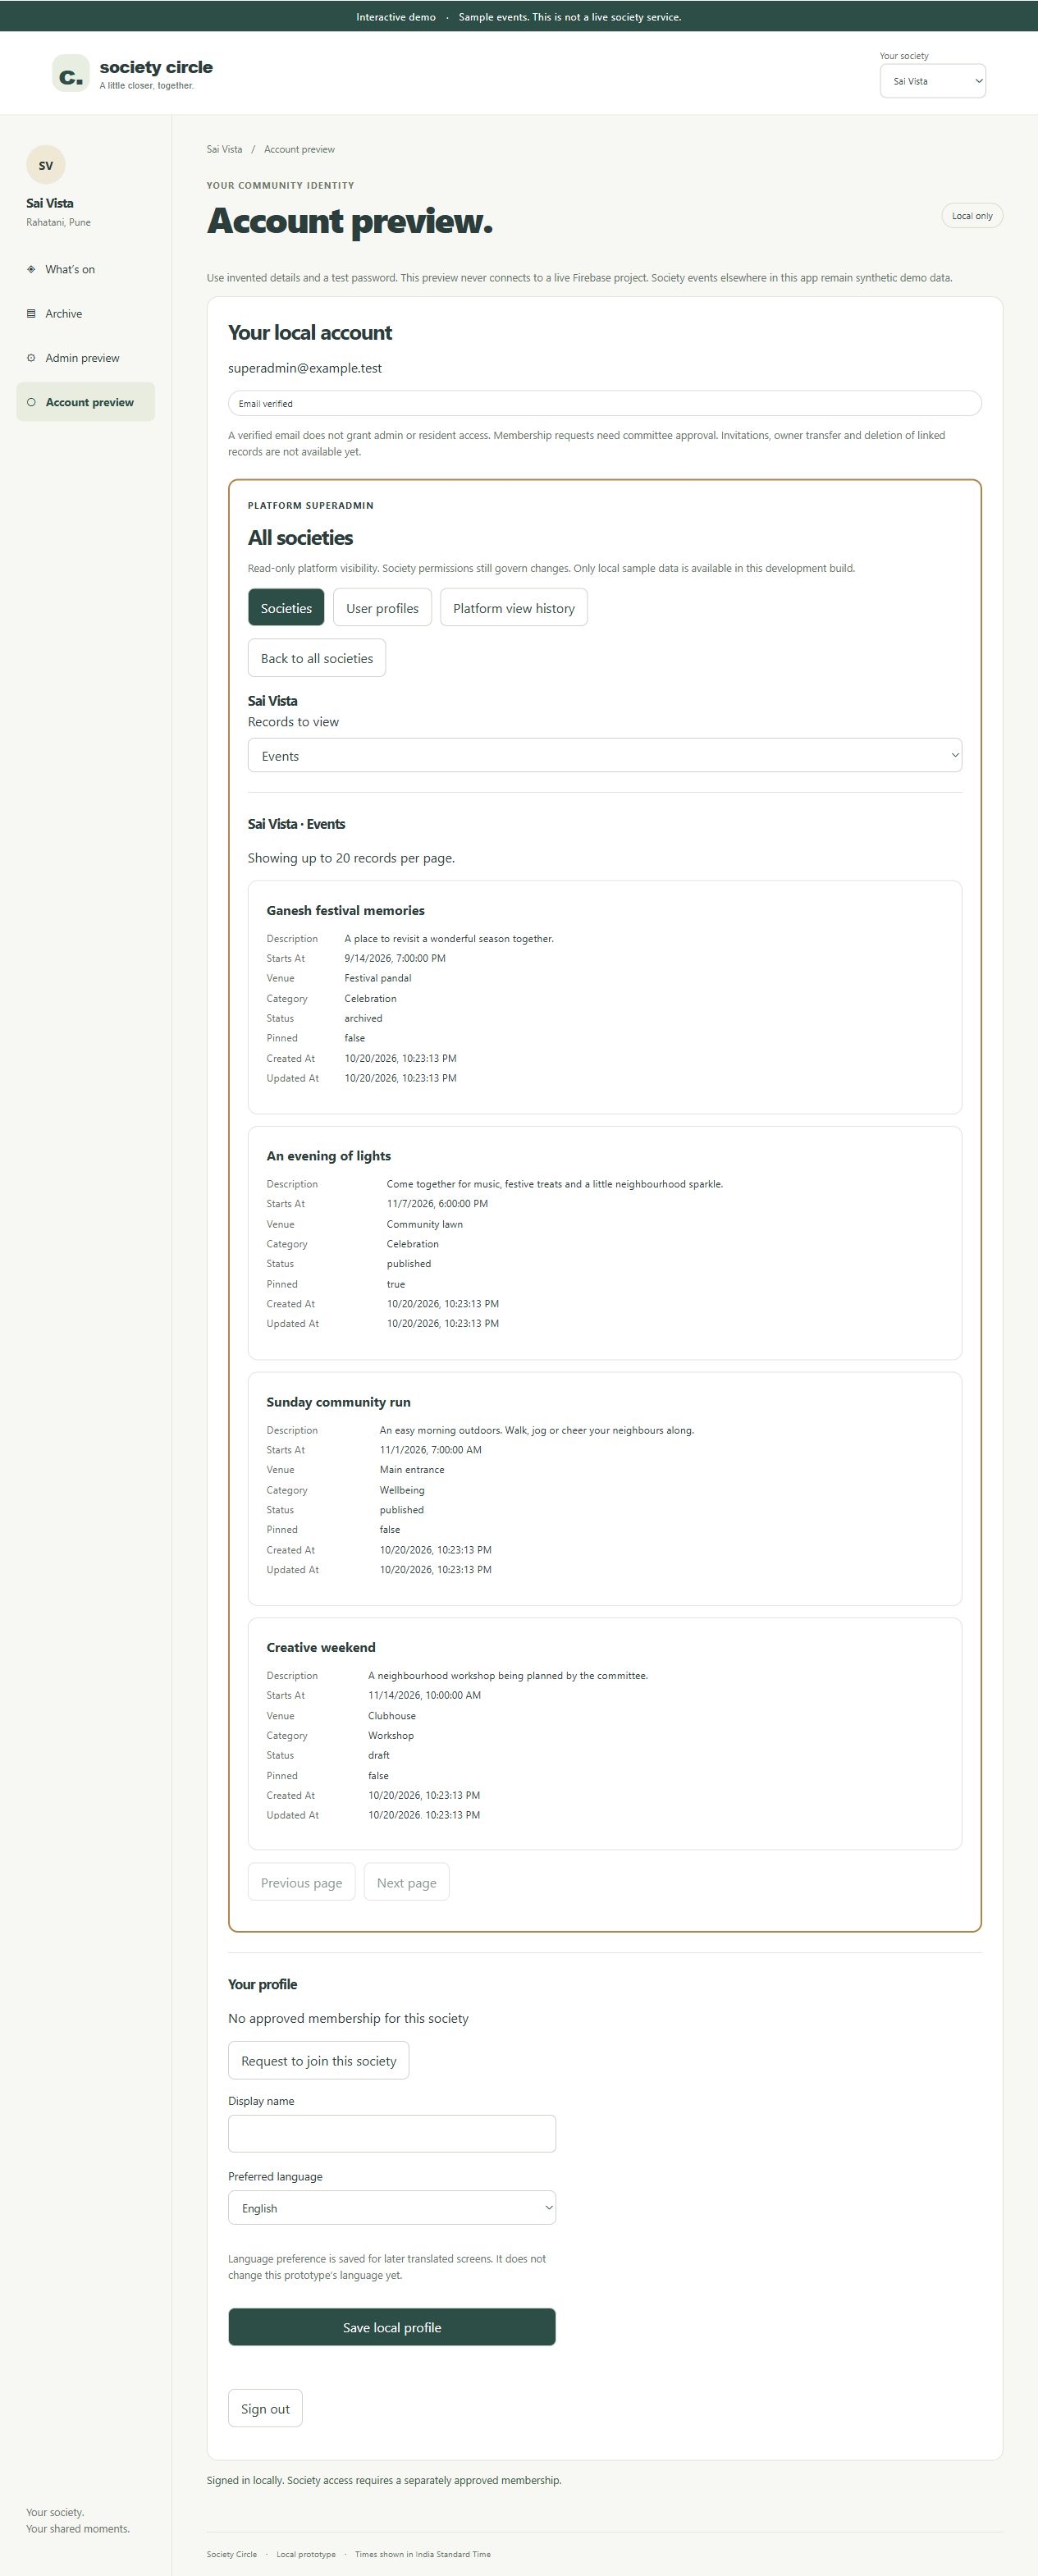 Interactive demo · Sample events. This is not a live society service.
c.
society circle
A little closer, together.
Your society
Sai Vista
SV
Sai Vista
Rahatani, Pune
What's on
Archive
Admin preview
Account preview
Sai Vista / Account preview
YOUR COMMUNITY IDENTITY
Account preview.
Local only
Use invented details and a test password. This preview never connects to a live Firebase project. Society events elsewhere in this app remain synthetic demo data.
Your local account
superadmin@example.test
Email verified
A verified email does not grant admin or resident access. Membership requests need committee approval. Invitations, owner transfer and deletion of linked
records are not available yet.
PLATFORM SUPERADMIN
All societies
Read-only platform visibility. Society permissions still govern changes. Only local sample data is available in this development build.
Societies User profiles Platform view history
Back to all societies
Sai Vista
Records to view
Events
Sai Vista · Events
Showing up to 20 records per page.
Ganesh festival memories
Description A place to revisit a wonderful season together.
Starts At 9/14/2026, 7:00:00 PM
Venue Festival pandal
Category Celebration
Status archived
Pinned false
Created At 10/20/2026, 10:23:13 PM
Updated At 10/20/2026, 10:23:13 PM
An evening of lights
Description Come together for music, festive treats and a little neighbourhood sparkle.
Starts At 11/7/2026, 6:00:00 PM
Venue Community lawn
Category Celebration
Status published
Pinned true
Created At 10/20/2026, 10:23:13 PM
Updated At 10/20/2026, 10:23:13 PM
Sunday community run
Description An easy morning outdoors. Walk, jog or cheer your neighbours along.
Starts At 11/1/2026, 7:00:00 AM
Venue Main entrance
Category Wellbeing
Status published
Pinned false
Created At 10/20/2026, 10:23:13 PM
Updated At 10/20/2026, 10:23:13 PM
Creative weekend
Description A neighbourhood workshop being planned by the committee.
Starts At 11/14/2026, 10:00:00 AM
Venue Clubhouse
Category Workshop
Status draft
Pinned false
Created At 10/20/2026, 10:23:13 PM
Updated At 10/20/2026, 10:23:13 PM
Previous page Next page
Your profile
No approved membership for this society
Request to join this society
Display name
Preferred language
English
Language preference is saved for later translated screens. It does not
change this prototype's language yet.
Save local profile
Sign out
Signed in locally. Society access requires a separately approved membership.
Your society.
Your shared moments.
Society Circle · Local prototype · Times shown in India Standard Time